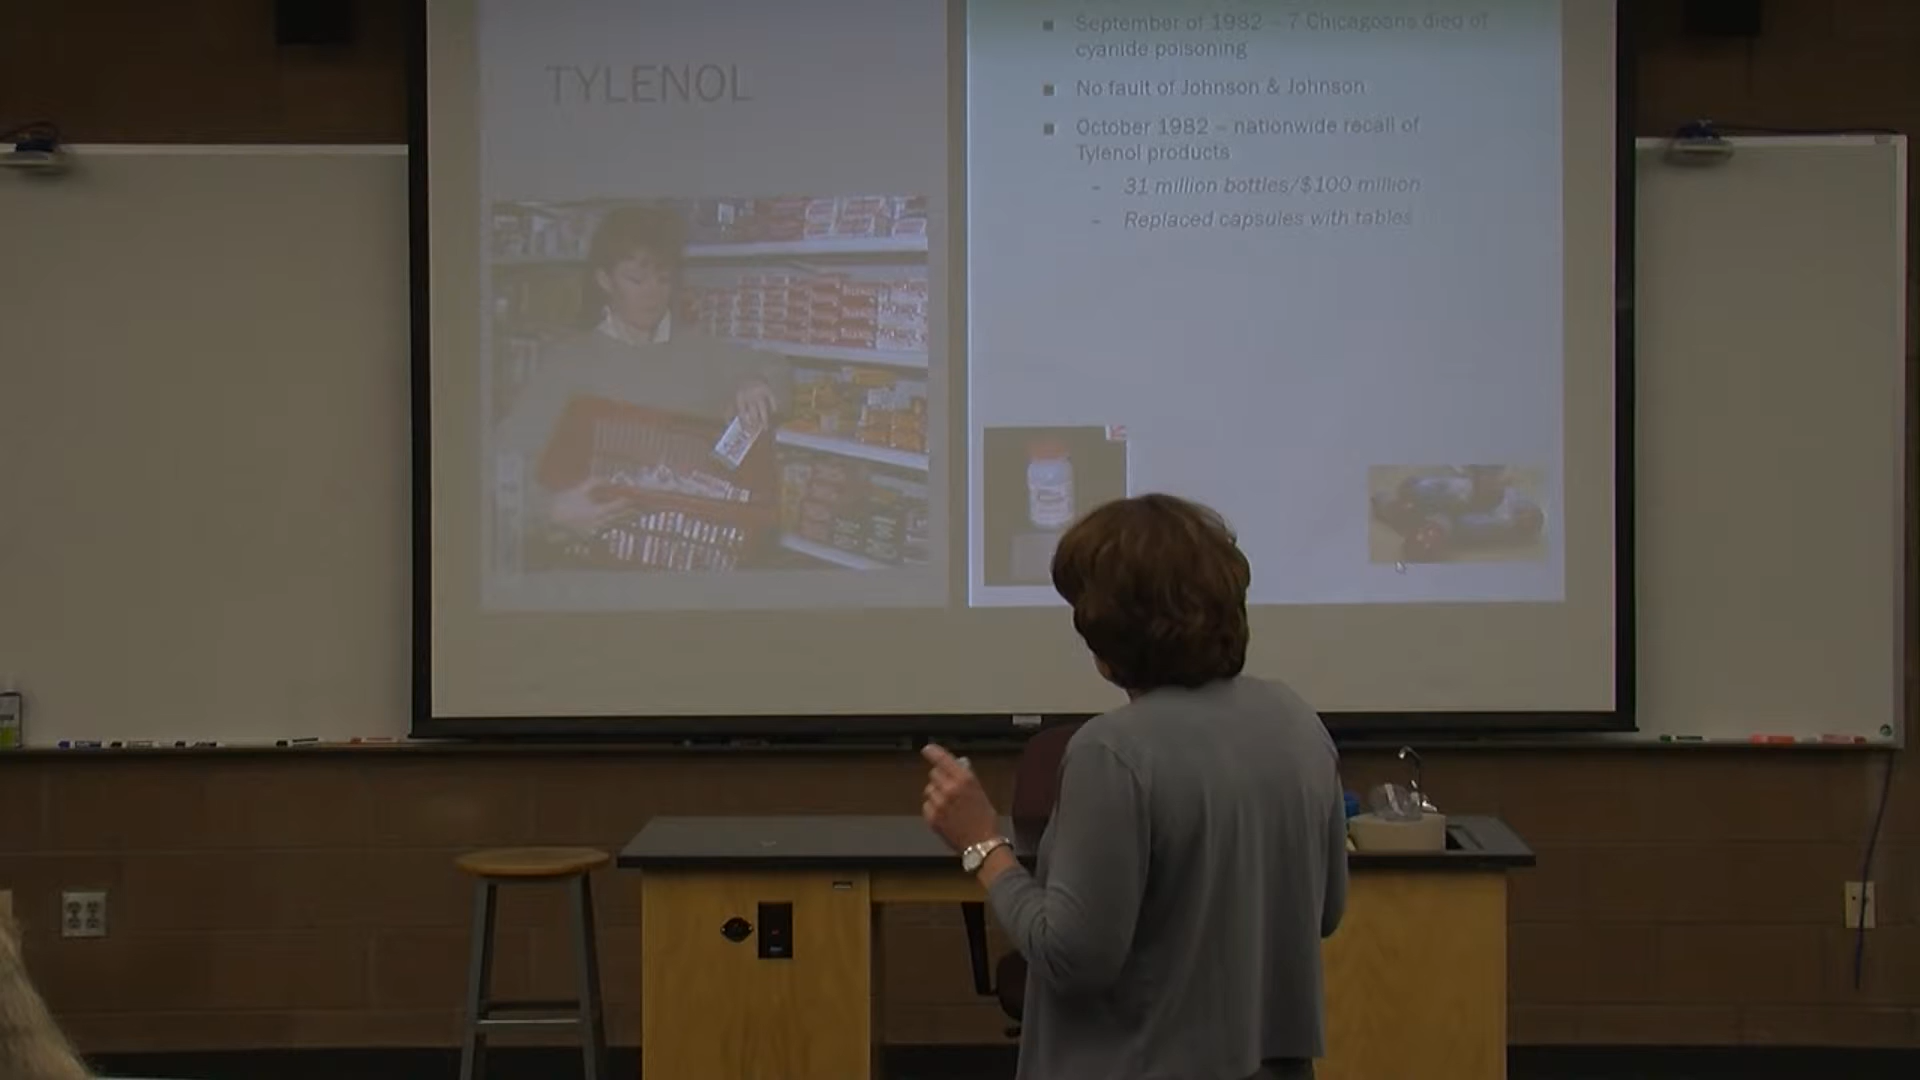 TYLENOL
September of 1982 – 7 Chicagoans died of
cyanide poisoning
No fault of Johnson & Johnson
October 1982 – nationwide recall of
Tylenol products
– 31 million bottles/$100 million
– Replaced capsules with tables